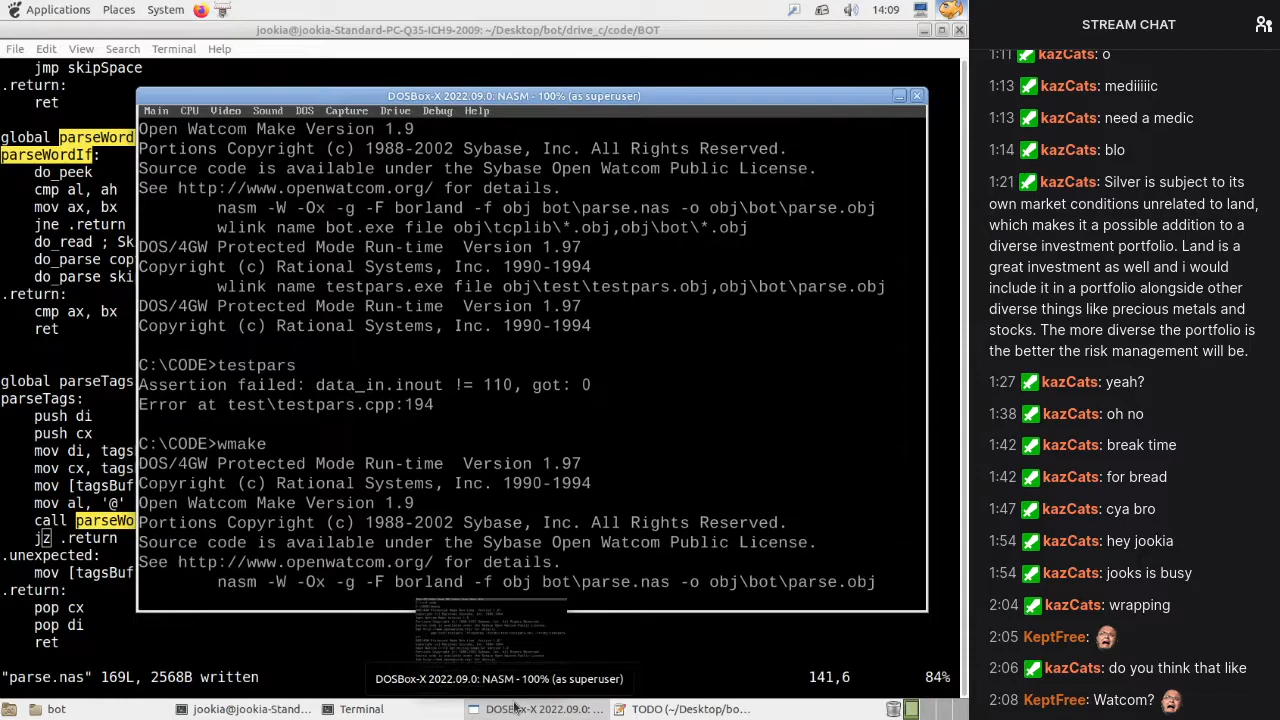 Applications Places System 14:09
jookia@jookia-Standard-PC-Q35-ICH9-2009: ~/Desktop/bot/drive_c/code/BOT
File Edit View Search Terminal Help
jmp skipSpace
.return:
ret
global parseWord
parseWordIf:
do_peek
cmp al, ah
mov ax, bx
jne .return
do_read ; Sk
do_parse cop
do_parse ski
.return:
cmp ax, bx
ret
global parseTags
parseTags:
push di
push cx
mov di, tags
mov cx, tags
mov [tagsBuf
mov al, '@'
call parseWo
jz .return
.unexpected:
mov [tagsBuf
.return:
pop cx
pop di
ret
"parse.nas" 169L, 2568B written 141,6 84%
DOSBox-X 2022.09.0: NASM - 100% (as superuser)
Main CPU Video Sound DOS Capture Drive Debug Help
Open Watcom Make Version 1.9
Portions Copyright (c) 1988-2002 Sybase, Inc. All Rights Reserved.
Source code is available under the Sybase Open Watcom Public License.
See http://www.openwatcom.org/ for details.
nasm -W -Ox -g -F borland -f obj bot\parse.nas -o obj\bot\parse.obj
wlink name bot.exe file obj\tcplib\*.obj,obj\bot\*.obj
DOS/4GW Protected Mode Run-time Version 1.97
Copyright (c) Rational Systems, Inc. 1990-1994
wlink name testpars.exe file obj\test\testpars.obj,obj\bot\parse.obj
DOS/4GW Protected Mode Run-time Version 1.97
Copyright (c) Rational Systems, Inc. 1990-1994
C:\CODE>testpars
Assertion failed: data_in.inout != 110, got: 0
Error at test\testpars.cpp:194
C:\CODE>wmake
DOS/4GW Protected Mode Run-time Version 1.97
Copyright (c) Rational Systems, Inc. 1990-1994
Open Watcom Make Version 1.9
Portions Copyright (c) 1988-2002 Sybase, Inc. All Rights Reserved.
Source code is available under the Sybase Open Watcom Public License.
See http://www.openwatcom.org/ for details.
nasm -W -Ox -g -F borland -f obj bot\parse.nas -o obj\bot\parse.obj
DOSBox-X 2022.09.0: NASM - 100% (as superuser)
bot jookia@jookia-Stand... Terminal DOSBox-X 2022.09.0: ... TODO (~/Desktop/bo...
STREAM CHAT
1:11 kazCats: o
1:13 kazCats: mediiiiic
1:13 kazCats: need a medic
1:14 kazCats: blo
1:21 kazCats: Silver is subject to its
own market conditions unrelated to land,
which makes it a possible addition to a
diverse investment portfolio. Land is a
great investment as well and i would
include it in a portfolio alongside other
diverse things like precious metals and
stocks. The more diverse the portfolio is
the better the risk management will be.
1:27 kazCats: yeah?
1:38 kazCats: oh no
1:42 kazCats: break time
1:42 kazCats: for bread
1:47 kazCats: cya bro
1:54 kazCats: hey jookia
1:54 kazCats: jooks is busy
2:04 kazCats:
2:05 KeptFree:
2:06 kazCats: do you think that like
2:08 KeptFree: Watcom?